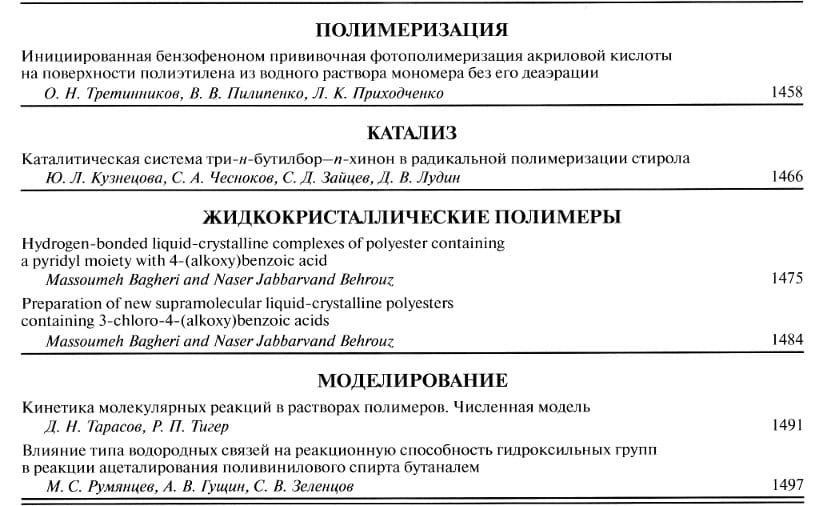 ПОЛИМЕРИЗАЦИЯ
Инициированная бензофеноном прививочная фотополимеризация акриловой кислоты
на поверхности полиэтилена из водного раствора мономера без его деаэрации
О. Н. Третинников, В. В. Пилипенко, Л. К. Приходченко 1458
КАТАЛИЗ
Каталитическая система три-н-бутилбор–п-хинон в радикальной полимеризации стирола
Ю. Л. Кузнецова, С. А. Чесноков, С. Д. Зайцев, Д. В. Лудин 1466
ЖИДКОКРИСТАЛЛИЧЕСКИЕ ПОЛИМЕРЫ
Hydrogen-bonded liquid-crystalline complexes of polyester containing
a pyridyl moiety with 4-(alkoxy)benzoic acid
Massoumeh Bagheri and Naser Jabbarvand Behrouz 1475
Preparation of new supramolecular liquid-crystalline polyesters
containing 3-chloro-4-(alkoxy)benzoic acids
Massoumeh Bagheri and Naser Jabbarvand Behrouz 1484
МОДЕЛИРОВАНИЕ
Кинетика молекулярных реакций в растворах полимеров. Численная модель
Д. Н. Тарасов, Р. П. Тигер 1491
Влияние типа водородных связей на реакционную способность гидроксильных групп
в реакции ацеталирования поливинилового спирта бутаналем
М. С. Румянцев, А. В. Гущин, С. В. Зеленцов 1497